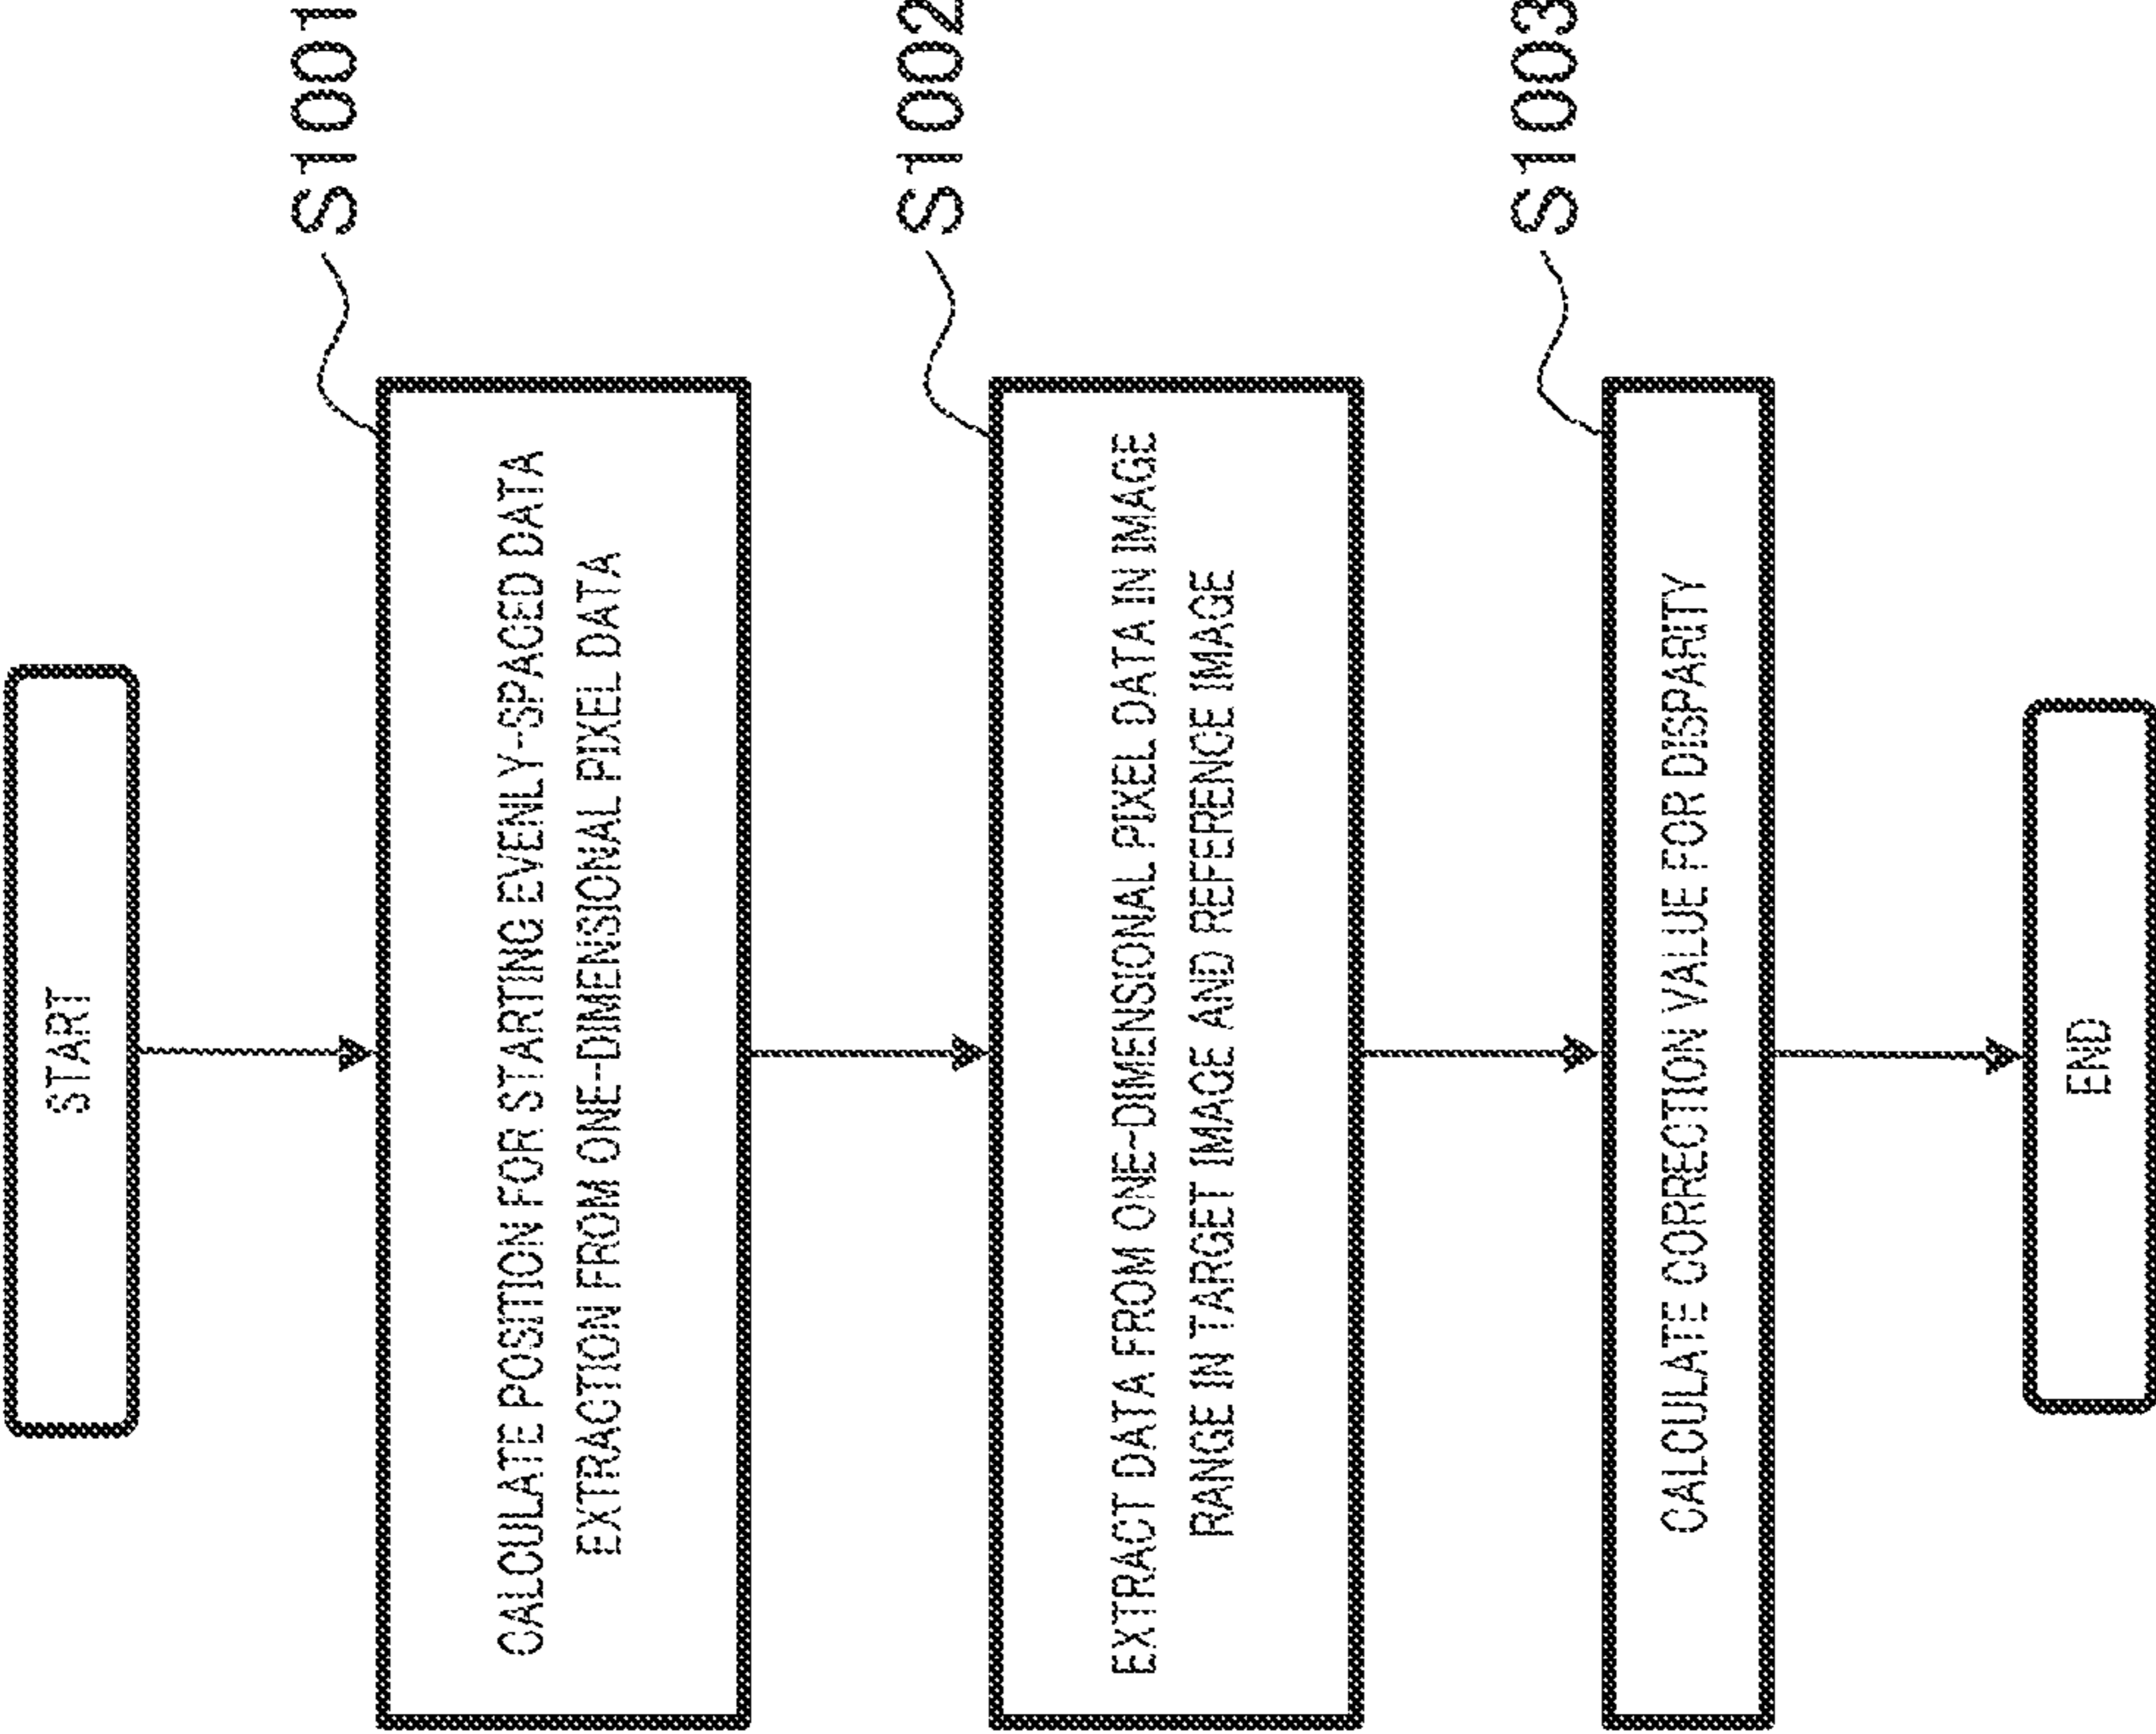 START
S1001
CALCULATE POSITION FOR STARTING EVENLY-SPACED DATA
EXTRACTION FROM ONE-DIMENSIONAL PIXEL DATA
S1002
EXTRACT DATA FROM ONE-DIMENSIONAL PIXEL DATA IN IMAGE
RANGE IN TARGET IMAGE AND REFERENCE IMAGE
S1003
CALCULATE CORRECTION VALUE FOR DISPARITY
END